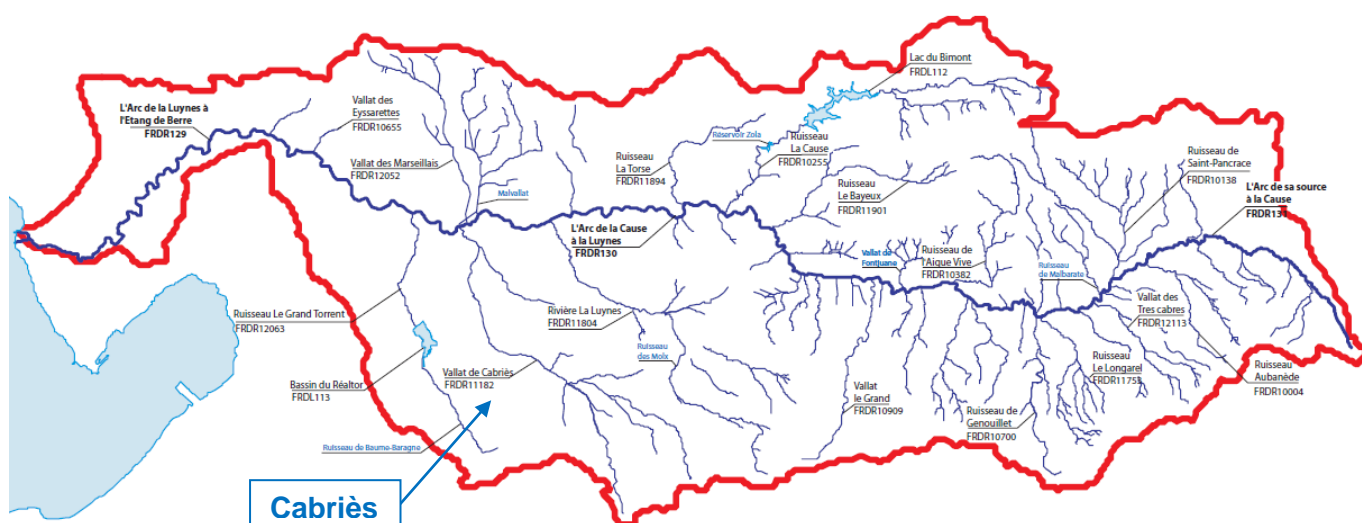 Lac du Bimont
FRDL112
L'Arc de la Luynes à
l'Etang de Berre
FRDR129
Vallat des
Eyssarettes
FRDR10655
Réservoir Zola
Ruisseau
La Cause
FRDR10255
Ruisseau
La Torse
FRDR11894
Vallat des Marseillais
FRDR12052
Malvallat
Ruisseau
Le Bayeux
FRDR11901
Ruisseau de
Saint-Pancrace
FRDR10138
L'Arc de sa source
à la Cause
FRDR131
L'Arc de la Cause
à la Luynes
FRDR130
Vallat de
Fontjuane
Ruisseau de
l'Aigue Vive
FRDR10382
Ruisseau
de Malbarate
Vallat des
Tres cabres
FRDR12113
Ruisseau Le Grand Torrent
FRDR12063
Rivière La Luynes
FRDR11804
Ruisseau
des Moix
Bassin du Réaltor
FRDL113
Vallat de Cabriès
FRDR11182
Vallat
le Grand
FRDR10909
Ruisseau de
Genouillet
FRDR10700
Ruisseau
Le Longarel
FRDR11753
Ruisseau
Aubanède
FRDR10004
Ruisseau de Baume-Baragne
Cabriès